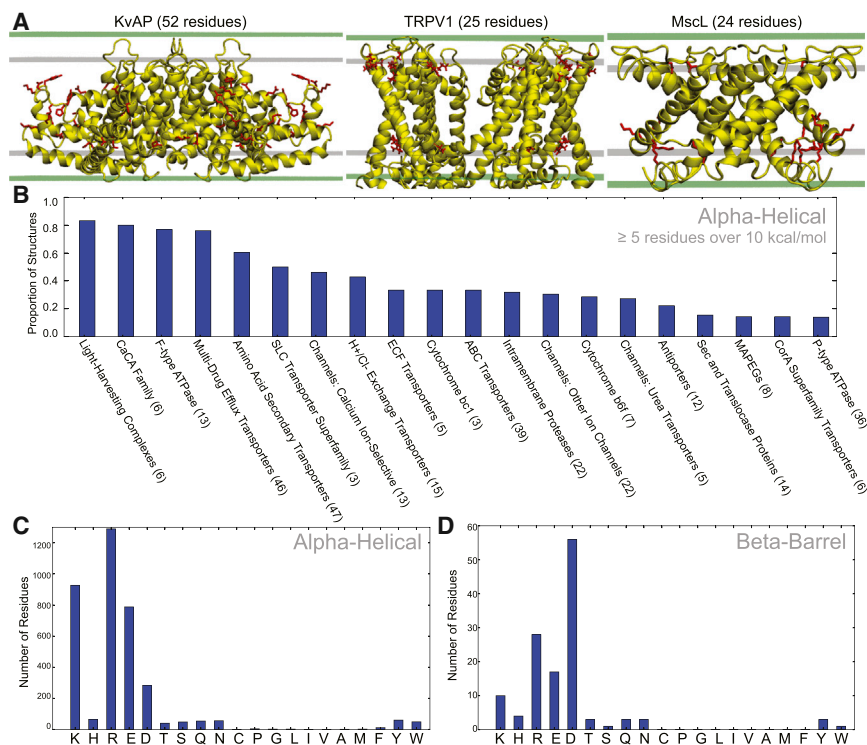 A
KvAP (52 residues)
TRPV1 (25 residues)
MscL (24 residues)
B
Alpha-Helical
≥ 5 residues over 10 kcal/mol
Proportion of Structures
1.0
0.8
0.6
0.4
0.2
0.0
Light-Harvesting Complexes (6)
CaCA Family (6)
F-type ATPase (13)
Multi-Drug Efflux Transporters (46)
Amino Acid Secondary Transporters (47)
SLC Transporter Superfamily (3)
Channels: Calcium Ion-Selective (13)
H+/Cl- Exchange Transporters (15)
ECF Transporters (5)
Cytochrome bc1 (3)
ABC Transporters (39)
Intramembrane Proteases (22)
Channels: Other Ion Channels (22)
Cytochrome b6f (7)
Channels: Urea Transporters (5)
Antiporters (12)
Sec and Translocase Proteins (14)
MAPEGs (8)
CorA Superfamily Transporters (6)
P-type ATPase (36)
C
Alpha-Helical
Number of Residues
1200
1000
800
600
400
200
0
K H R E D T S Q N C P G L I V A M F Y W
D
Beta-Barrel
Number of Residues
60
50
40
30
20
10
0
K H R E D T S Q N C P G L I V A M F Y W